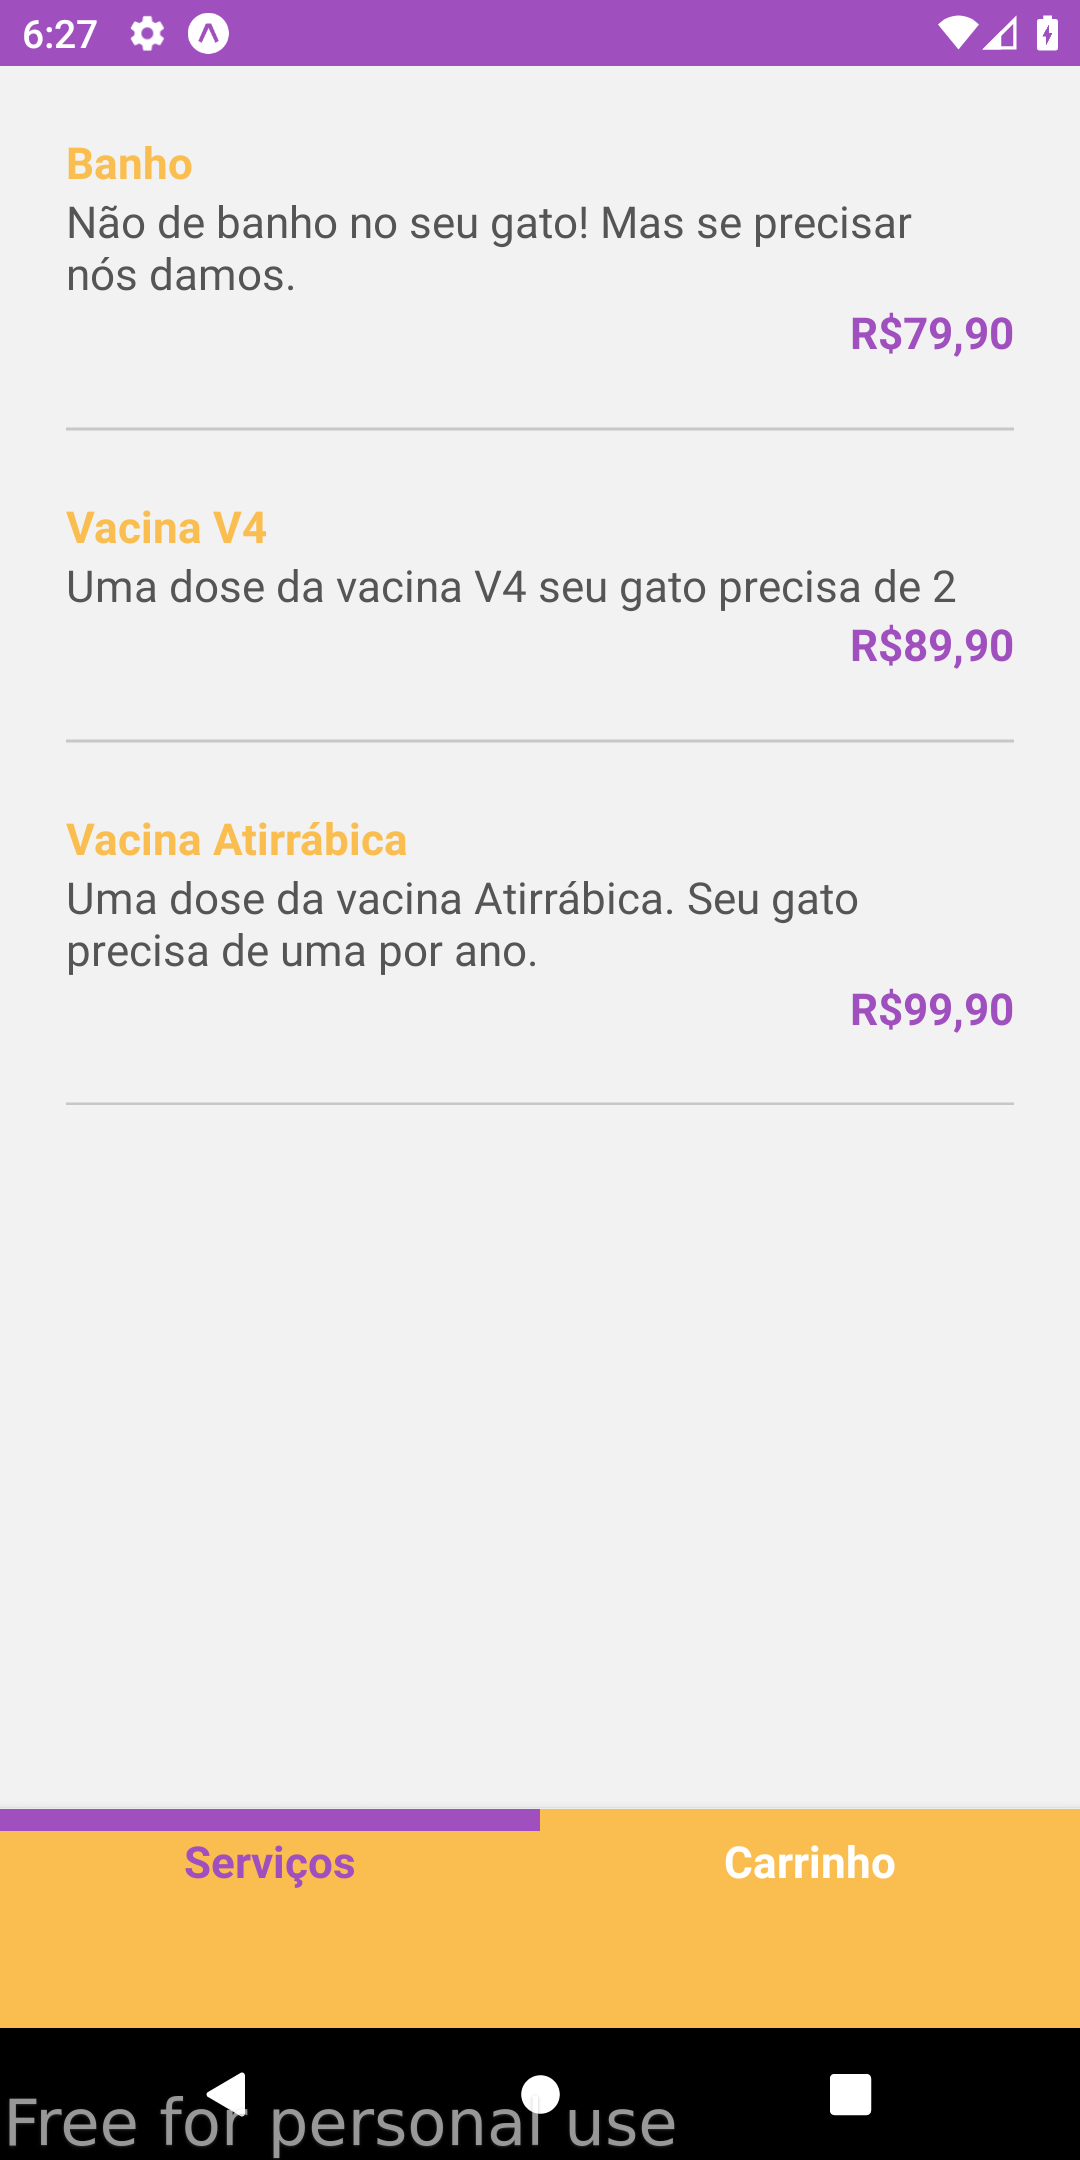 6:27
Banho
Não de banho no seu gato! Mas se precisar
nós damos.
R$79,90
Vacina V4
Uma dose da vacina V4 seu gato precisa de 2
R$89,90
Vacina Atirrábica
Uma dose da vacina Atirrábica. Seu gato
precisa de uma por ano.
R$99,90
Serviços
Carrinho
Free for personal use